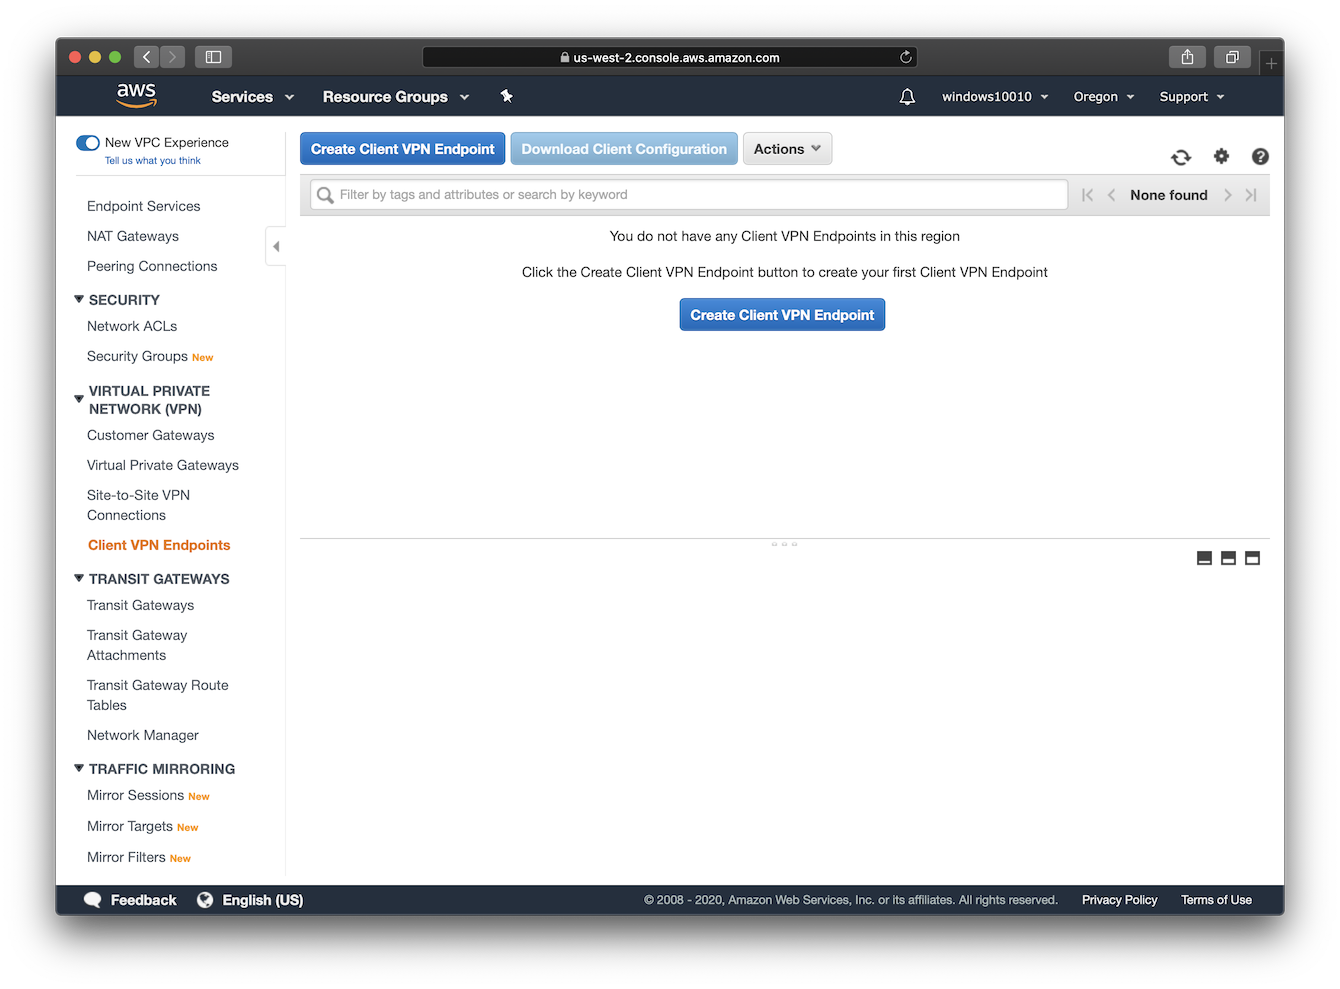 us-west-2.console.aws.amazon.com
aws
Services
Resource Groups
windows10010
Oregon
Support
New VPC Experience
Tell us what you think
Endpoint Services
NAT Gateways
Peering Connections
SECURITY
Network ACLs
Security Groups New
VIRTUAL PRIVATE
NETWORK (VPN)
Customer Gateways
Virtual Private Gateways
Site-to-Site VPN
Connections
Client VPN Endpoints
TRANSIT GATEWAYS
Transit Gateways
Transit Gateway
Attachments
Transit Gateway Route
Tables
Network Manager
TRAFFIC MIRRORING
Mirror Sessions New
Mirror Targets New
Mirror Filters New
Create Client VPN Endpoint
Download Client Configuration
Actions
Filter by tags and attributes or search by keyword
None found
You do not have any Client VPN Endpoints in this region
Click the Create Client VPN Endpoint button to create your first Client VPN Endpoint
Create Client VPN Endpoint
Feedback
English (US)
© 2008 - 2020, Amazon Web Services, Inc. or its affiliates. All rights reserved.
Privacy Policy
Terms of Use